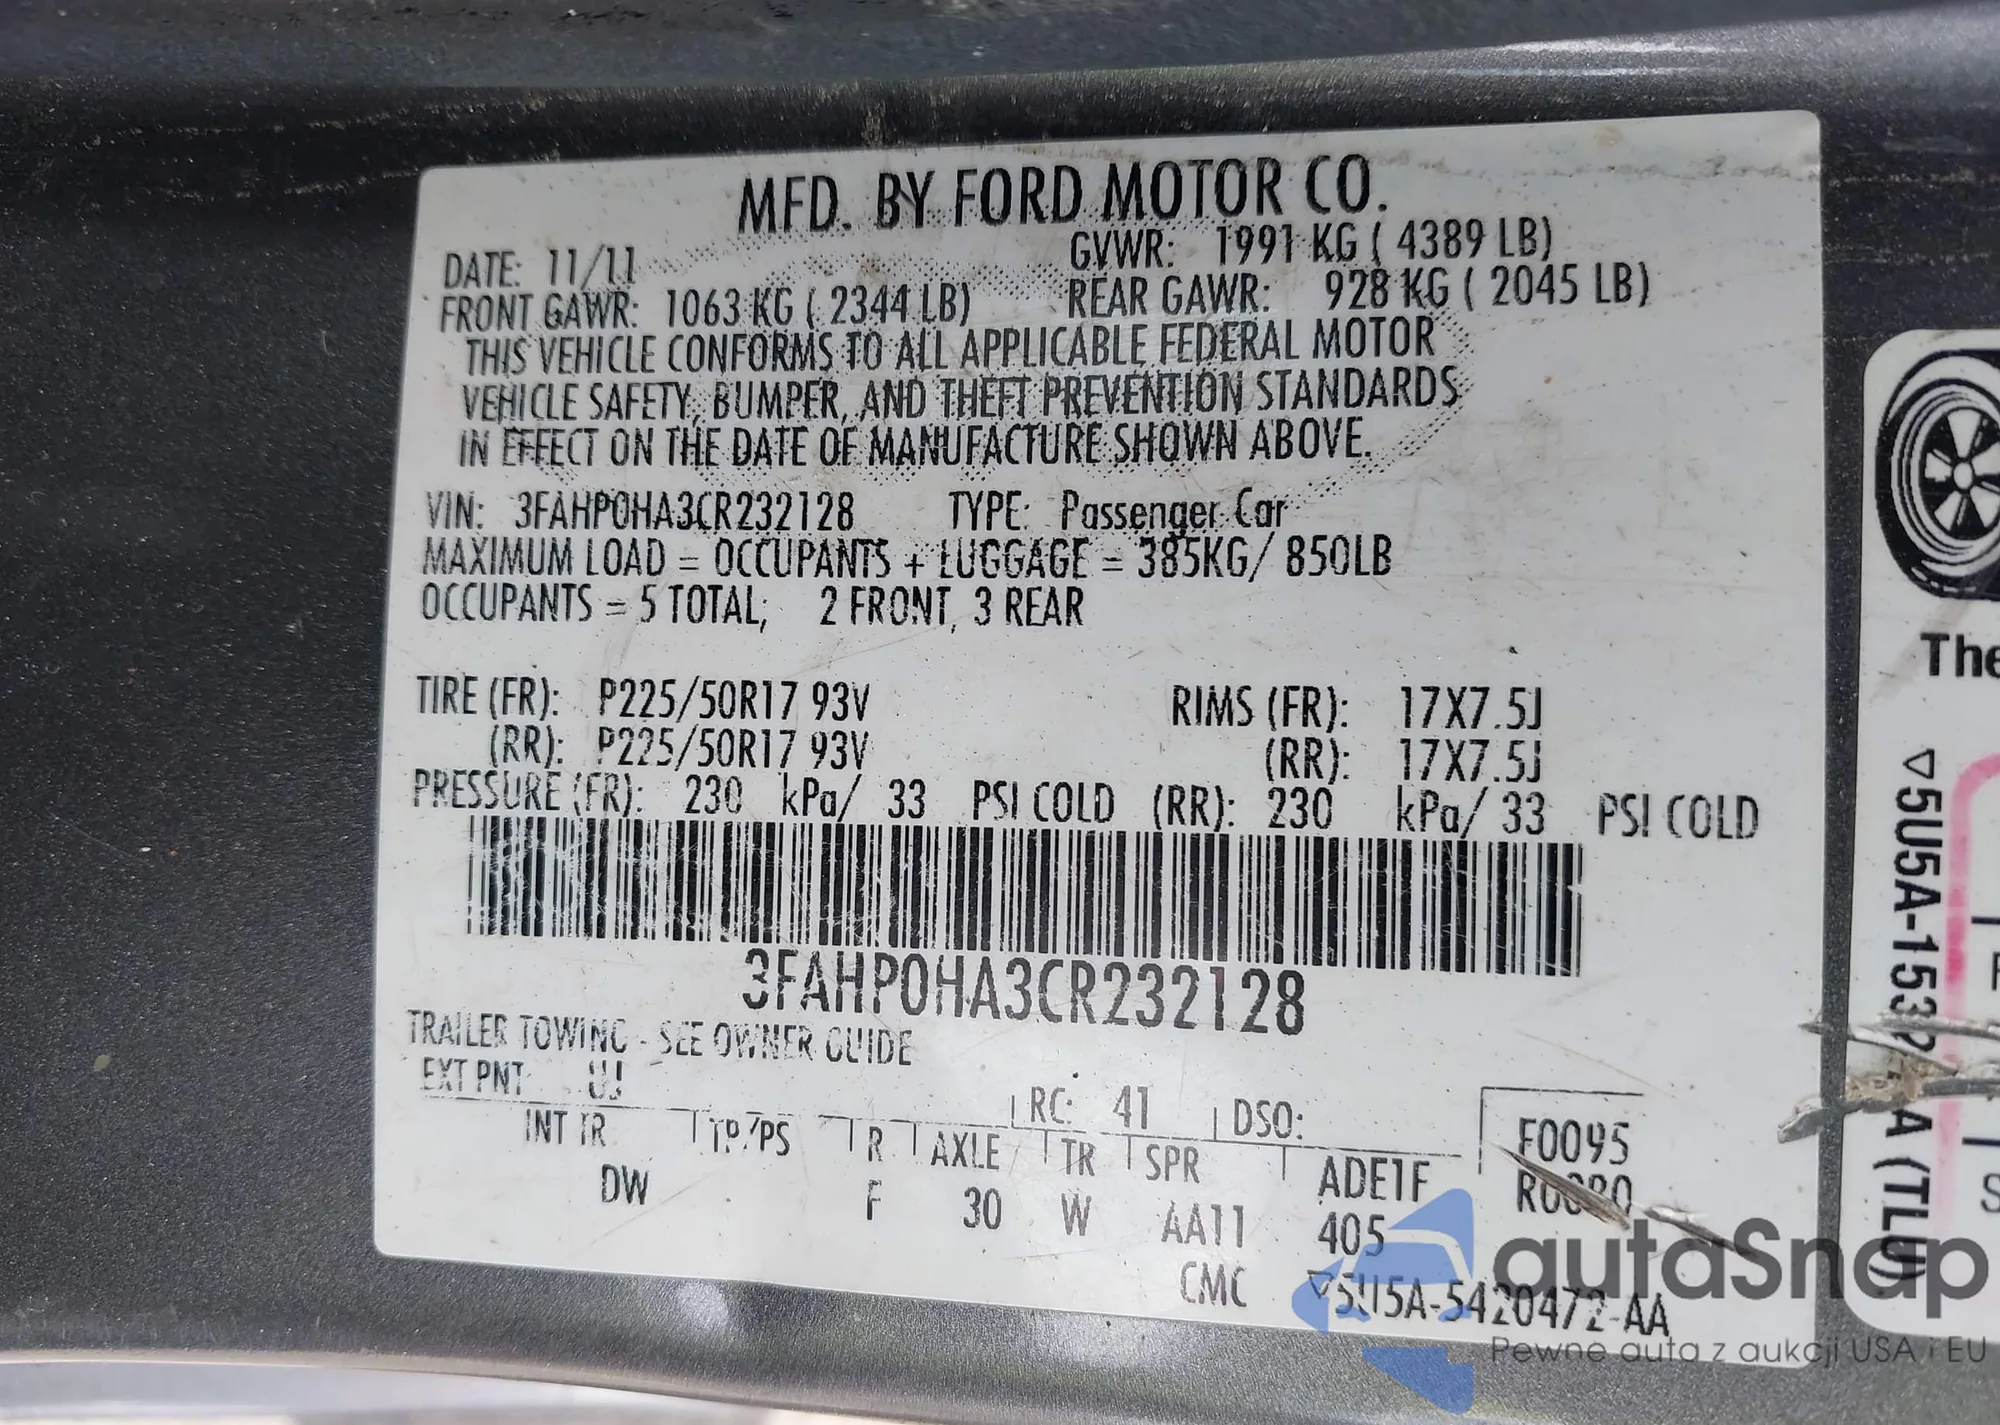 MFD. BY FORD MOTOR CO.
DATE: 11/11 GVWR: 1991 KG ( 4389 LB)
FRONT GAWR: 1063 KG ( 2344 LB) REAR GAWR: 928 KG ( 2045 LB)
THIS VEHICLE CONFORMS TO ALL APPLICABLE FEDERAL MOTOR
VEHICLE SAFETY, BUMPER, AND THEFT PREVENTION STANDARDS
IN EFFECT ON THE DATE OF MANUFACTURE SHOWN ABOVE.
VIN: 3FAHP0HA3CR232128 TYPE: Passenger Car
MAXIMUM LOAD = OCCUPANTS + LUGGAGE = 385KG/ 850LB
OCCUPANTS = 5 TOTAL; 2 FRONT, 3 REAR
TIRE (FR): P225/50R17 93V RIMS (FR): 17X7.5J
(RR): P225/50R17 93V (RR): 17X7.5J
PRESSURE (FR): 230 kPa/ 33 PSI COLD (RR): 230 kPa/ 33 PSI COLD
3FAHP0HA3CR232128
TRAILER TOWING - SEE OWNER GUIDE
EXT PNT: UJ
RC: 41 DSO:
INT TR TP/PS R AXLE TR SPR ADE1F F0095
DW F 30 W AA11 405
CMC ▽5U5A-5420472-AA
The
autaSnap
Pewne auta z aukcji USA i EU